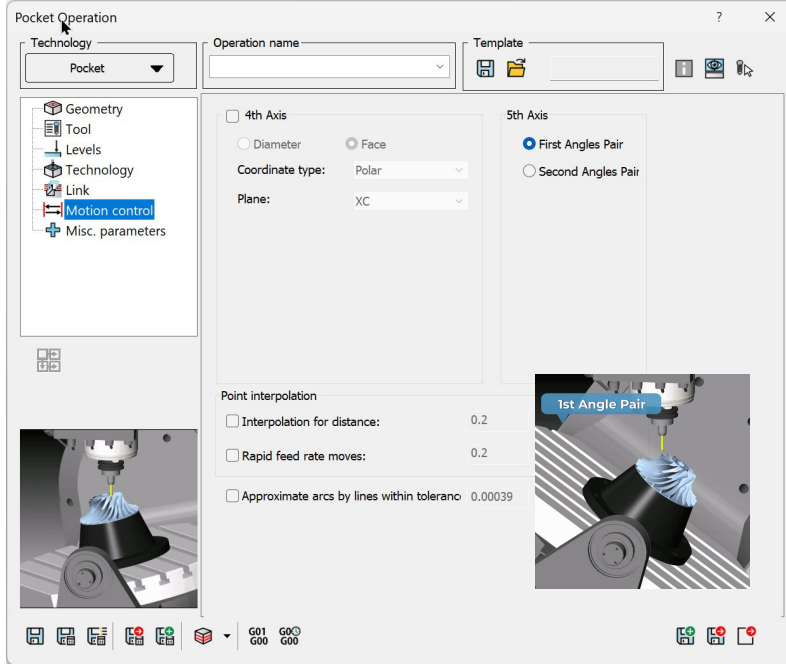 Pocket Operation
?
Technology
Operation name
Template
Pocket
Geometry
Tool
Levels
Technology
Link
Motion control
Misc. parameters
4th Axis
Diameter
Face
Coordinate type:
Polar
Plane:
XC
5th Axis
First Angles Pair
Second Angles Pair
Point interpolation
Interpolation for distance:
0.2
Rapid feed rate moves:
0.2
Approximate arcs by lines within toleranc
0.00039
1st Angle Pair
G01
G00
G00
G00